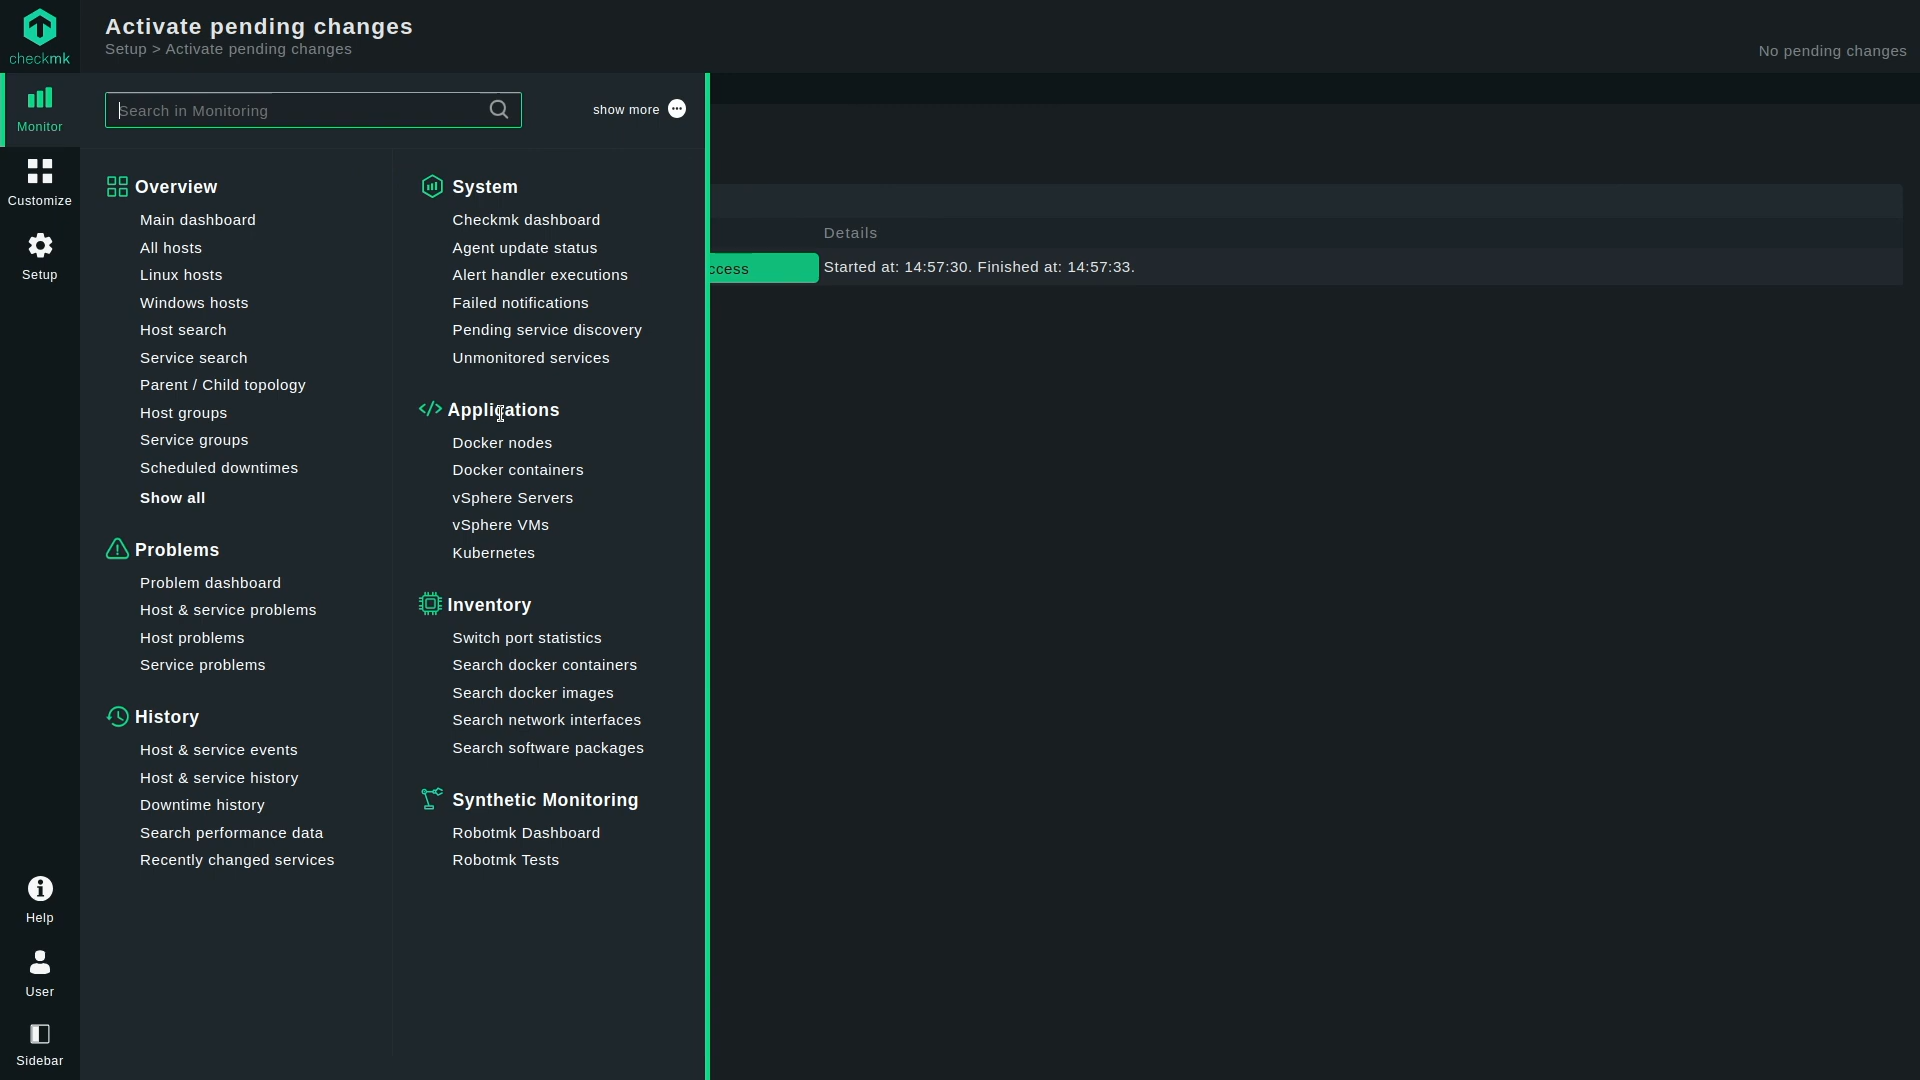 Activate pending changes
Setup > Activate pending changes
No pending changes
checkmk
Monitor
Customize
Setup
Help
User
Sidebar
Search in Monitoring
show more
Overview
Main dashboard
All hosts
Linux hosts
Windows hosts
Host search
Service search
Parent / Child topology
Host groups
Service groups
Scheduled downtimes
Show all
Problems
Problem dashboard
Host & service problems
Host problems
Service problems
History
Host & service events
Host & service history
Downtime history
Search performance data
Recently changed services
System
Checkmk dashboard
Agent update status
Alert handler executions
Failed notifications
Pending service discovery
Unmonitored services
Applications
Docker nodes
Docker containers
vSphere Servers
vSphere VMs
Kubernetes
Inventory
Switch port statistics
Search docker containers
Search docker images
Search network interfaces
Search software packages
Synthetic Monitoring
Robotmk Dashboard
Robotmk Tests
Details
ccess
Started at: 14:57:30. Finished at: 14:57:33.